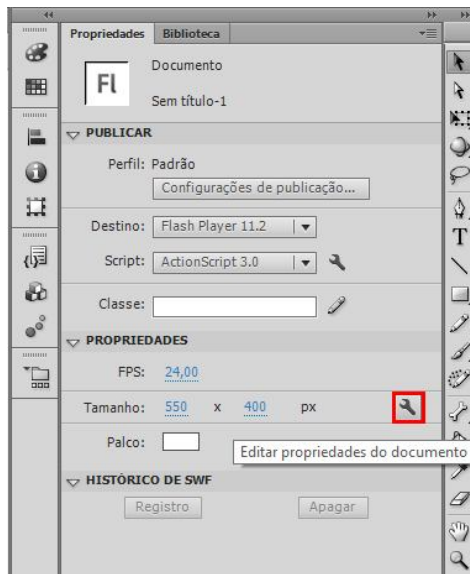 Propriedades Biblioteca
Fl
Documento
Sem título-1
PUBLICAR
Perfil: Padrão
Configurações de publicação...
Destino: Flash Player 11.2
Script: ActionScript 3.0
Classe:
PROPRIEDADES
FPS: 24,00
Tamanho: 550 x 400 px
Palco:
Editar propriedades do documento
HISTÓRICO DE SWF
Registro Apagar
T